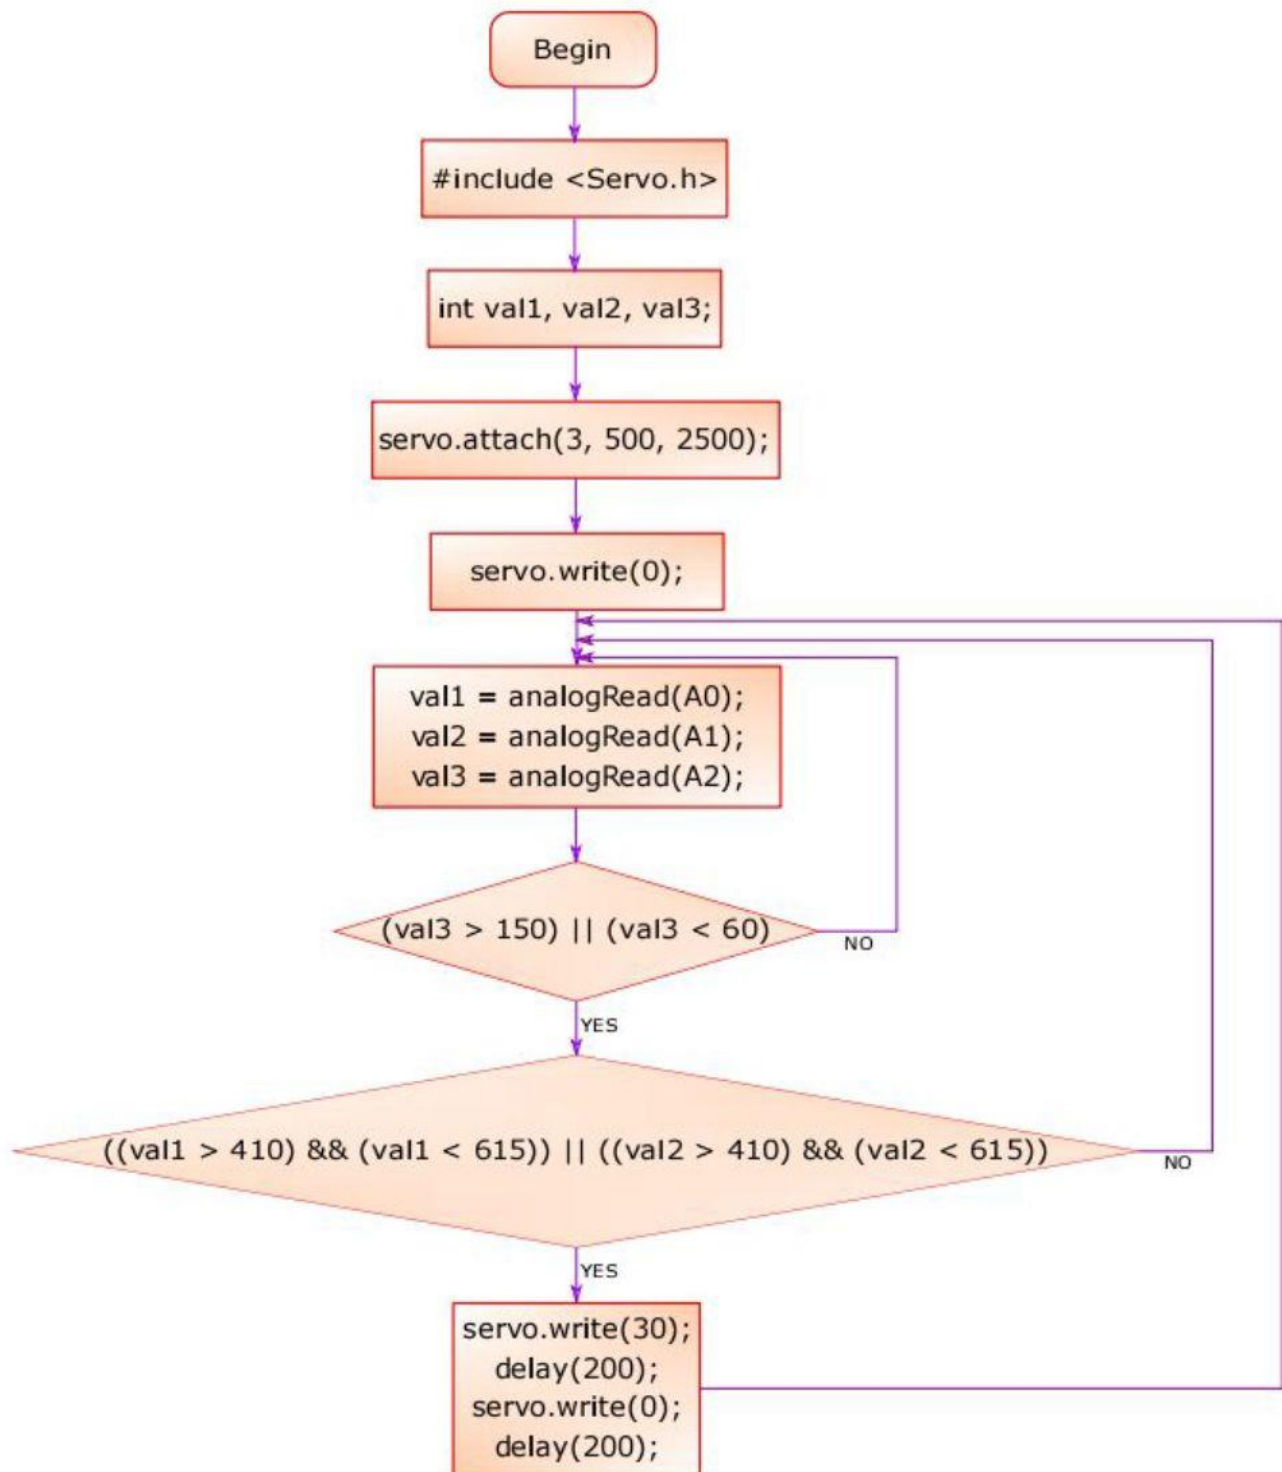 Begin
#include <Servo.h>
int val1, val2, val3;
servo.attach(3, 500, 2500);
servo.write(0);
val1 = analogRead(A0);
val2 = analogRead(A1);
val3 = analogRead(A2);
(val3 > 150) || (val3 < 60)
NO
YES
((val1 > 410) && (val1 < 615)) || ((val2 > 410) && (val2 < 615))
NO
YES
servo.write(30);
delay(200);
servo.write(0);
delay(200);